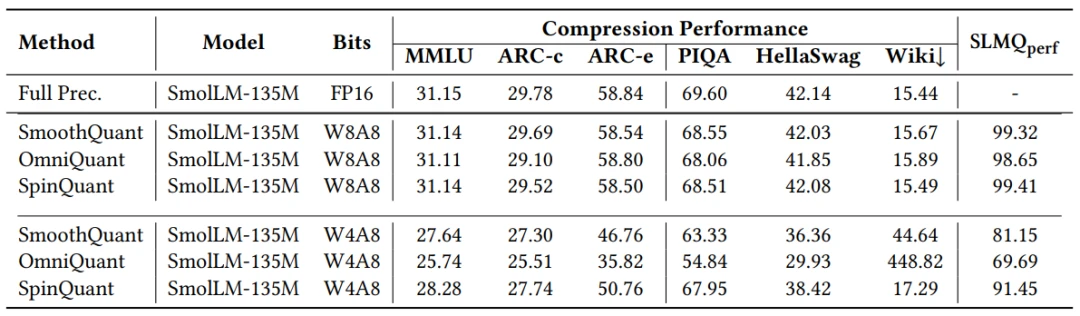 Method Model Bits Compression Performance SLMQperf
MMLU ARC-c ARC-e PIQA HellaSwag Wiki↓
Full Prec. SmolLM-135M FP16 31.15 29.78 58.84 69.60 42.14 15.44 -
SmoothQuant SmolLM-135M W8A8 31.14 29.69 58.54 68.55 42.03 15.67 99.32
OmniQuant SmolLM-135M W8A8 31.11 29.10 58.80 68.06 41.85 15.89 98.65
SpinQuant SmolLM-135M W8A8 31.14 29.52 58.50 68.51 42.08 15.49 99.41
SmoothQuant SmolLM-135M W4A8 27.64 27.30 46.76 63.33 36.36 44.64 81.15
OmniQuant SmolLM-135M W4A8 25.74 25.51 35.82 54.84 29.93 448.82 69.69
SpinQuant SmolLM-135M W4A8 28.28 27.74 50.76 67.95 38.42 17.29 91.45